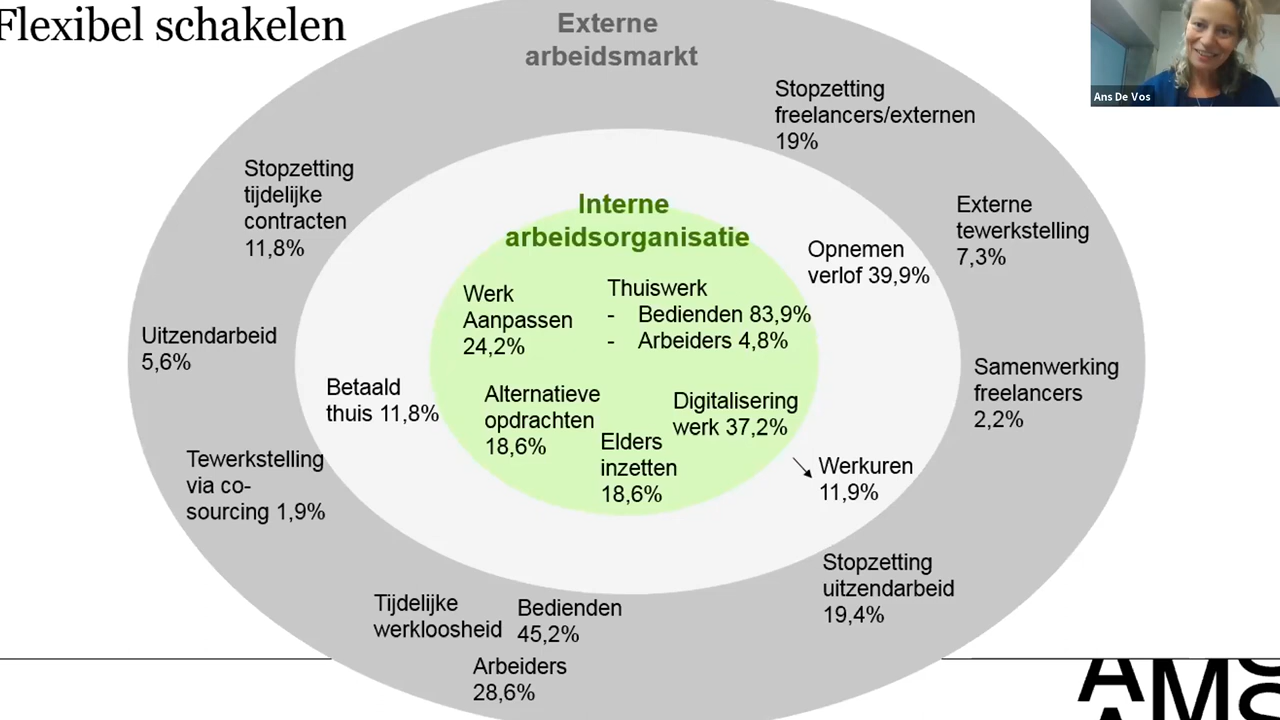 Flexibel schakelen
Externe
arbeidsmarkt
Ans De Vos
Stopzetting
freelancers/externen
19%
Stopzetting
tijdelijke
contracten
11,8%
Externe
tewerkstelling
7,3%
Interne
arbeidsorganisatie
Opnemen
verlof 39,9%
Werk
Aanpassen
24,2%
Thuiswerk
- Bedienden 83,9%
- Arbeiders 4,8%
Uitzendarbeid
5,6%
Betaald
thuis 11,8%
Alternatieve
opdrachten
18,6%
Digitalisering
werk 37,2%
Samenwerking
freelancers
2,2%
Elders
inzetten
18,6%
Werkuren
11,9%
Tewerkstelling
via co-
sourcing 1,9%
Stopzetting
uitzendarbeid
19,4%
Tijdelijke
werkloosheid
Bedienden
45,2%
Arbeiders
28,6%
AMS